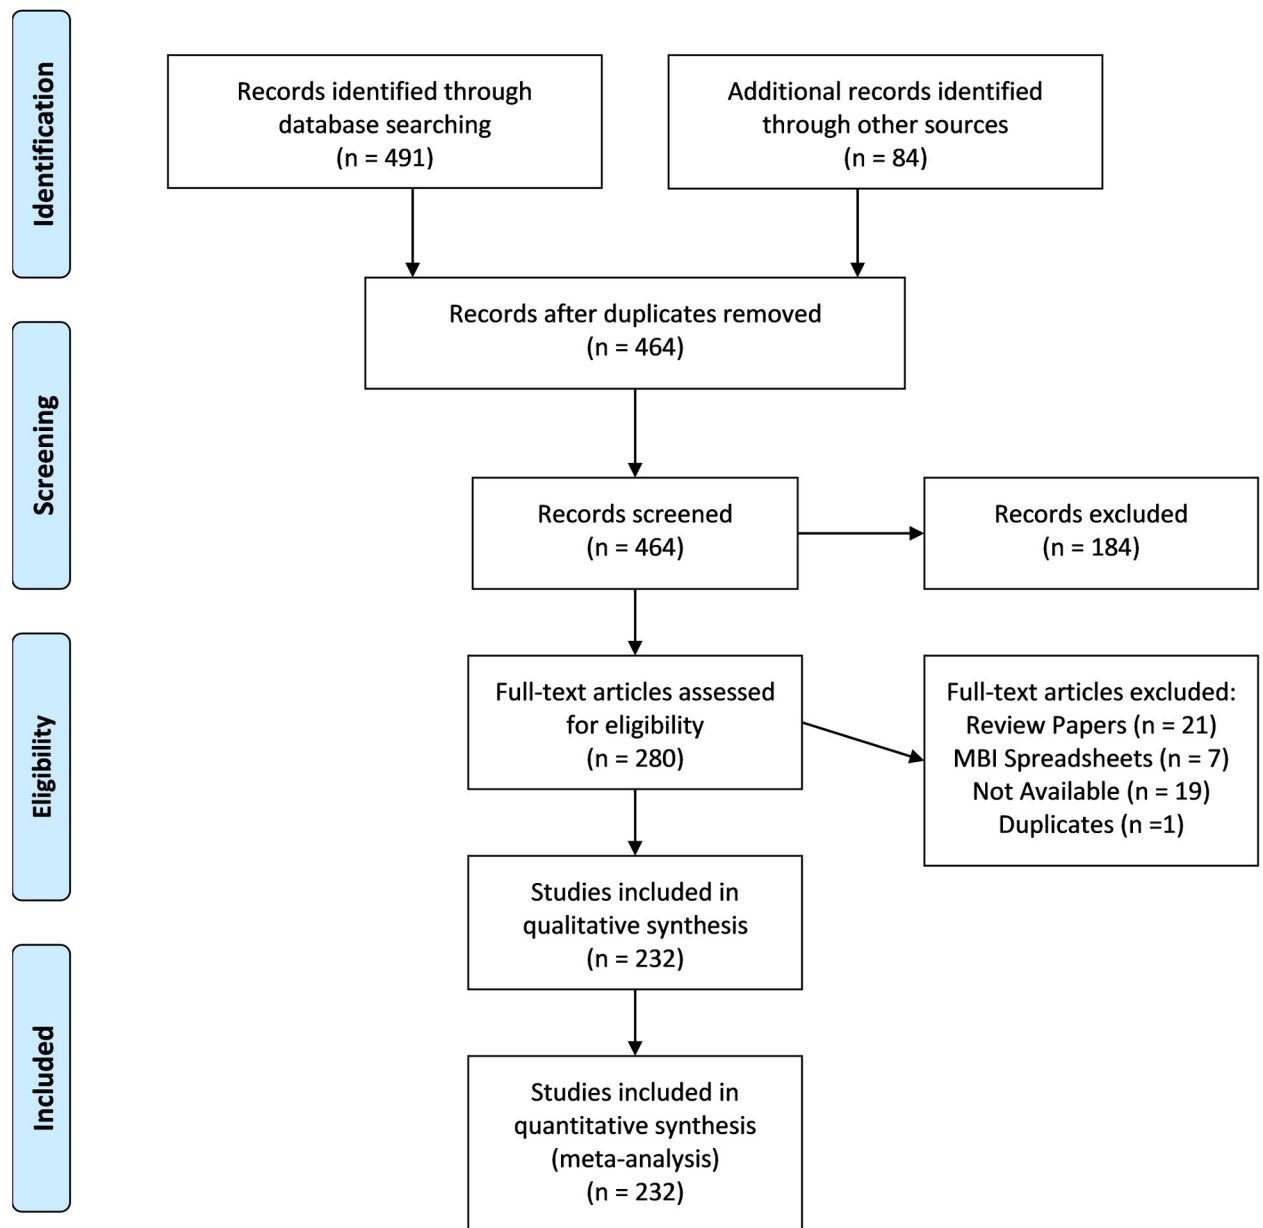 Identification
Records identified through
database searching
(n = 491)
Additional records identified
through other sources
(n = 84)
Records after duplicates removed
(n = 464)
Screening
Records screened
(n = 464)
Records excluded
(n = 184)
Eligibility
Full-text articles assessed
for eligibility
(n = 280)
Full-text articles excluded:
Review Papers (n = 21)
MBI Spreadsheets (n = 7)
Not Available (n = 19)
Duplicates (n =1)
Studies included in
qualitative synthesis
(n = 232)
Included
Studies included in
quantitative synthesis
(meta-analysis)
(n = 232)